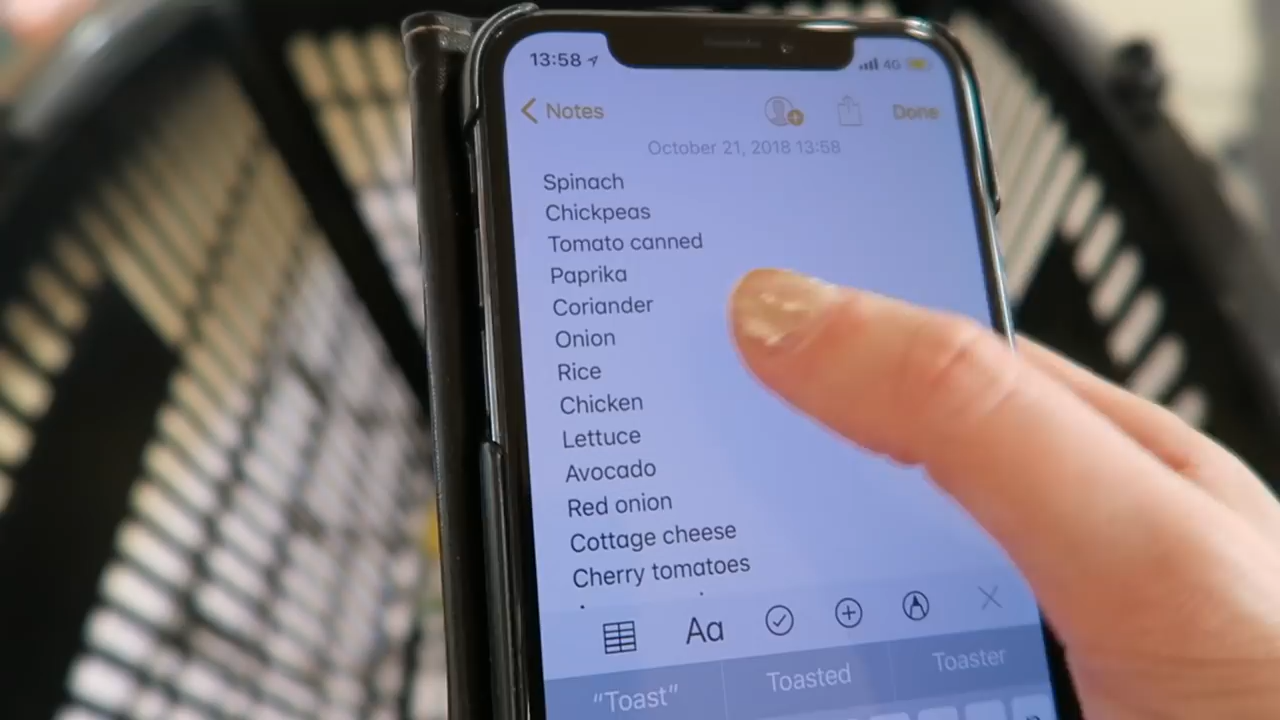 13:58
4G
Notes
Done
October 21, 2018 13:58
Spinach
Chickpeas
Tomato canned
Paprika
Coriander
Onion
Rice
Chicken
Lettuce
Avocado
Red onion
Cottage cheese
Cherry tomatoes
Aa
“Toast”
Toasted
Toaster